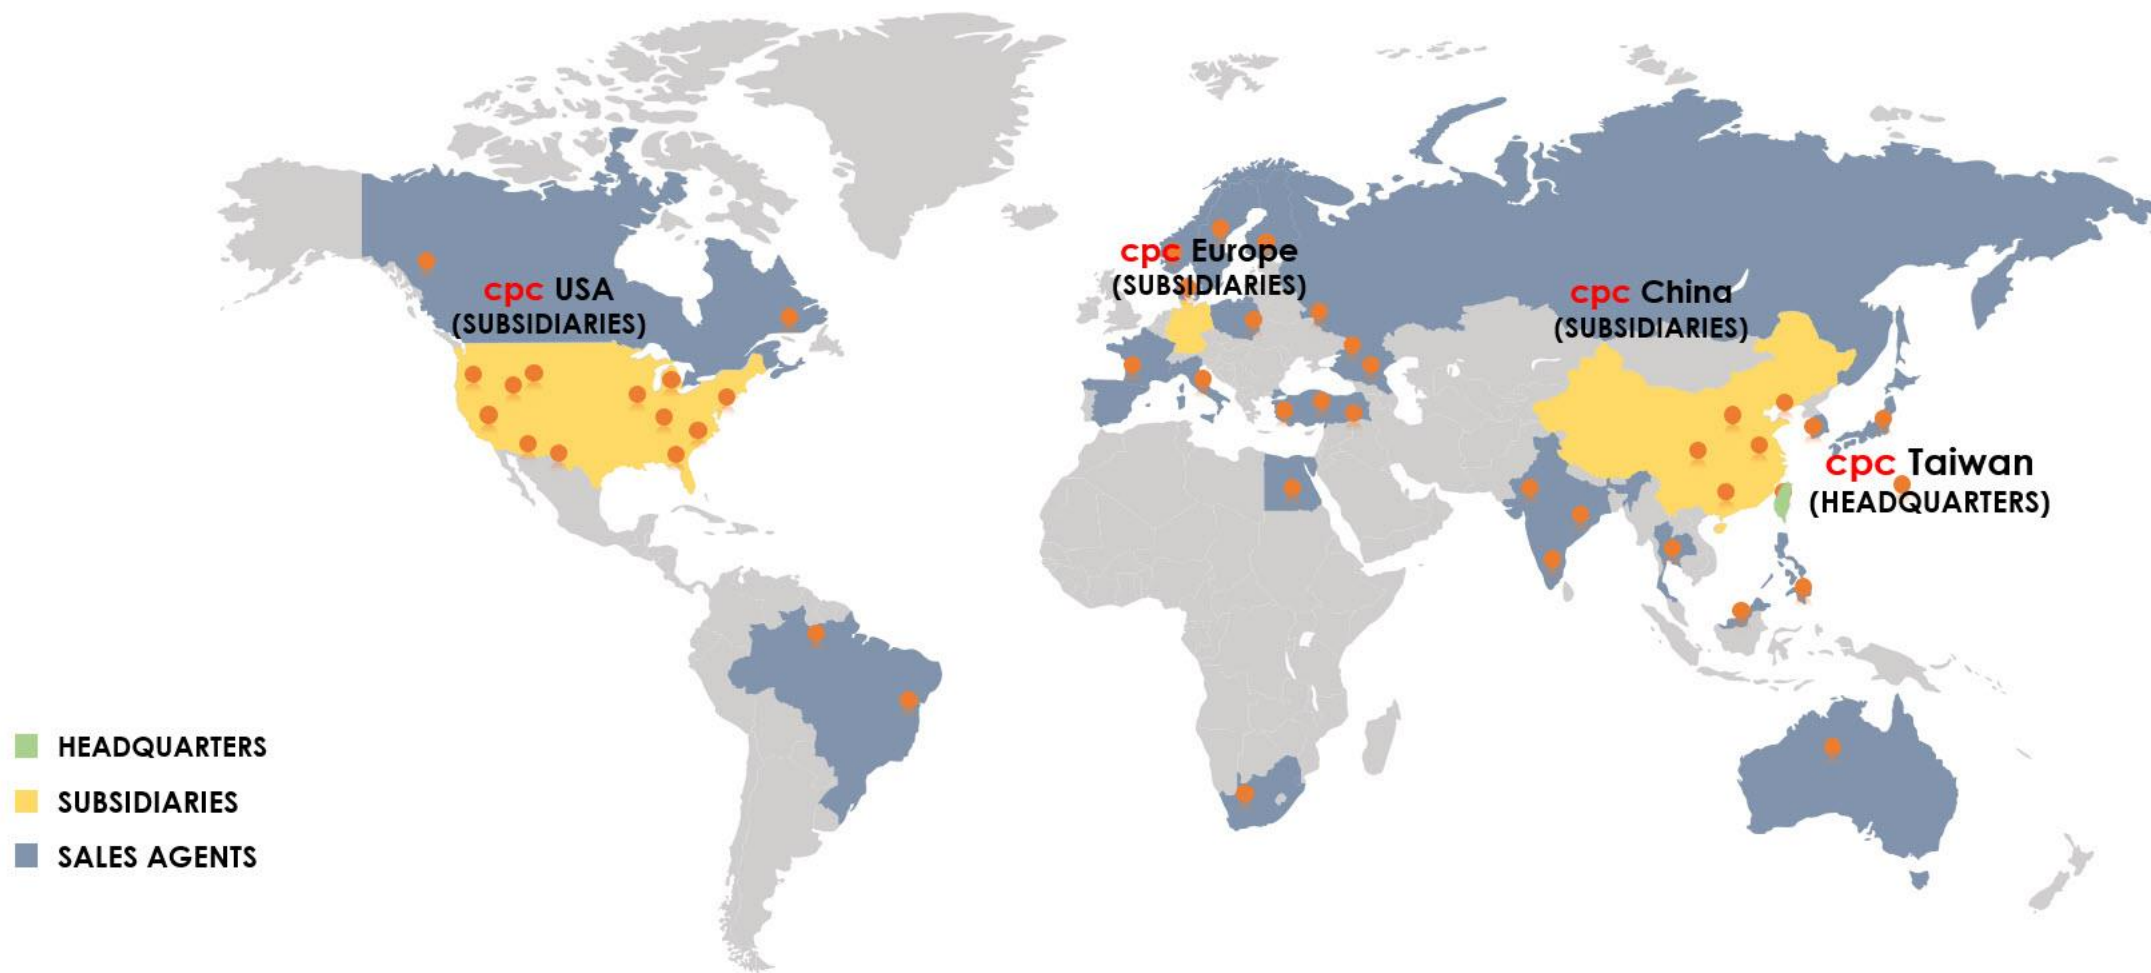 cpc USA
(SUBSIDIARIES)
cpc Europe
(SUBSIDIARIES)
cpc China
(SUBSIDIARIES)
cpc Taiwan
(HEADQUARTERS)
HEADQUARTERS
SUBSIDIARIES
SALES AGENTS